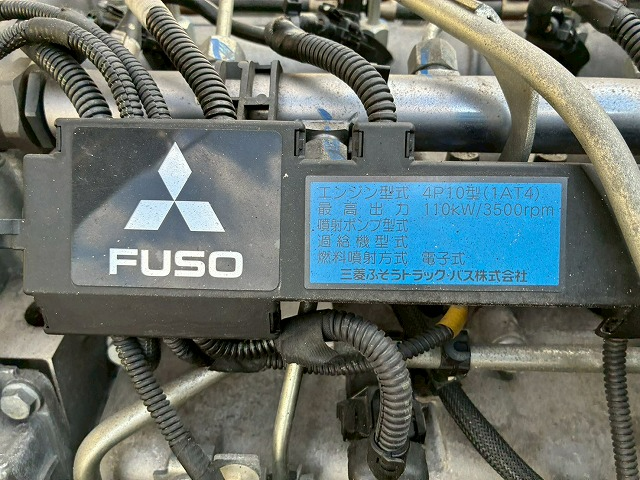 FUSO
エンジン型式 4P10型(1AT4)
最高出力 110kW/3500rpm
噴射ポンプ型式
過給機型式
燃料噴射方式 電子式
三菱ふそうトラック・バス株式会社